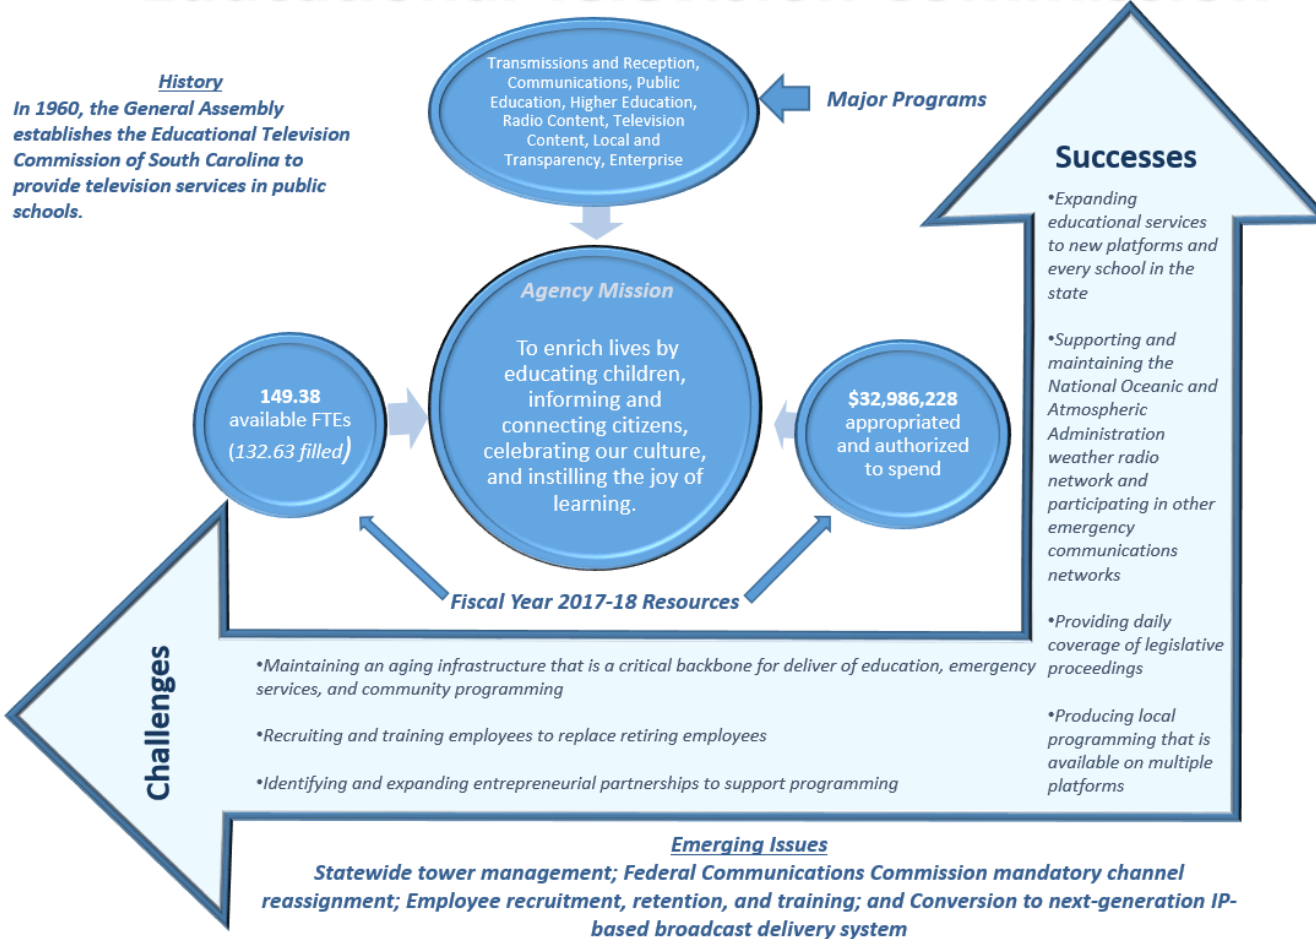 Educational Television Commission
History
In 1960, the General Assembly
establishes the Educational Television
Commission of South Carolina to
provide television services in public
schools.
Transmissions and Reception,
Communications, Public
Education, Higher Education,
Radio Content, Television
Content, Local and
Transparency, Enterprise
Major Programs
Agency Mission
To enrich lives by
educating children,
informing and
connecting citizens,
celebrating our culture,
and instilling the joy of
learning.
149.38
available FTEs
(132.63 filled)
$32,986,228
appropriated
and authorized
to spend
Fiscal Year 2017-18 Resources
Successes
•Expanding
educational services
to new platforms and
every school in the
state
•Supporting and
maintaining the
National Oceanic and
Atmospheric
Administration
weather radio
network and
participating in other
emergency
communications
networks
•Providing daily
coverage of legislative
proceedings
•Producing local
programming that is
available on multiple
platforms
Challenges
•Maintaining an aging infrastructure that is a critical backbone for deliver of education, emergency
services, and community programming
•Recruiting and training employees to replace retiring employees
•Identifying and expanding entrepreneurial partnerships to support programming
Emerging Issues
Statewide tower management; Federal Communications Commission mandatory channel
reassignment; Employee recruitment, retention, and training; and Conversion to next-generation IP-
based broadcast delivery system